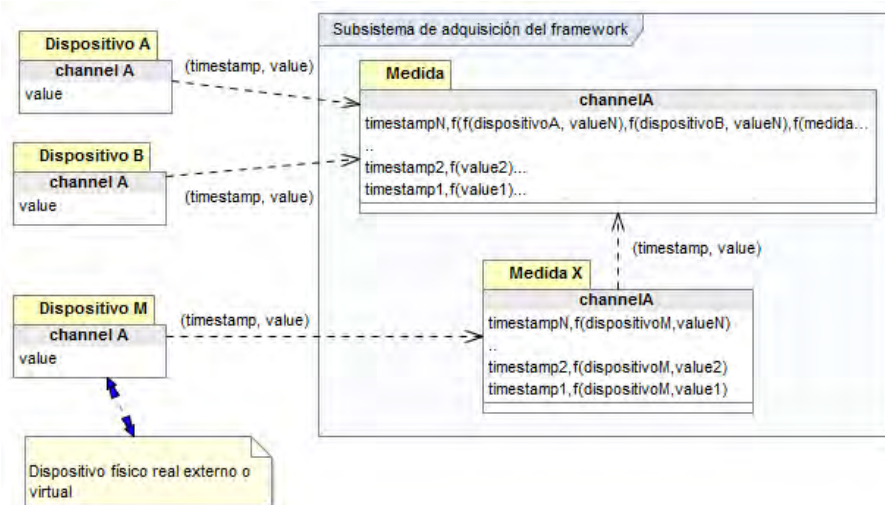 Subsistema de adquisición del framework
Dispositivo A
channel A
value
(timestamp, value)
Medida
channelA
timestampN,f(f(dispositivoA, valueN),f(dispositivoB, valueN),f(medida...
..
timestamp2,f(value2)...
timestamp1,f(value1)...
Dispositivo B
channel A
value
(timestamp, value)
(timestamp, value)
Medida X
channelA
timestampN,f(dispositivoM,valueN)
..
timestamp2,f(dispositivoM,value2)
timestamp1,f(dispositivoM,value1)
Dispositivo M
channel A
value
(timestamp, value)
Dispositivo físico real externo o
virtual